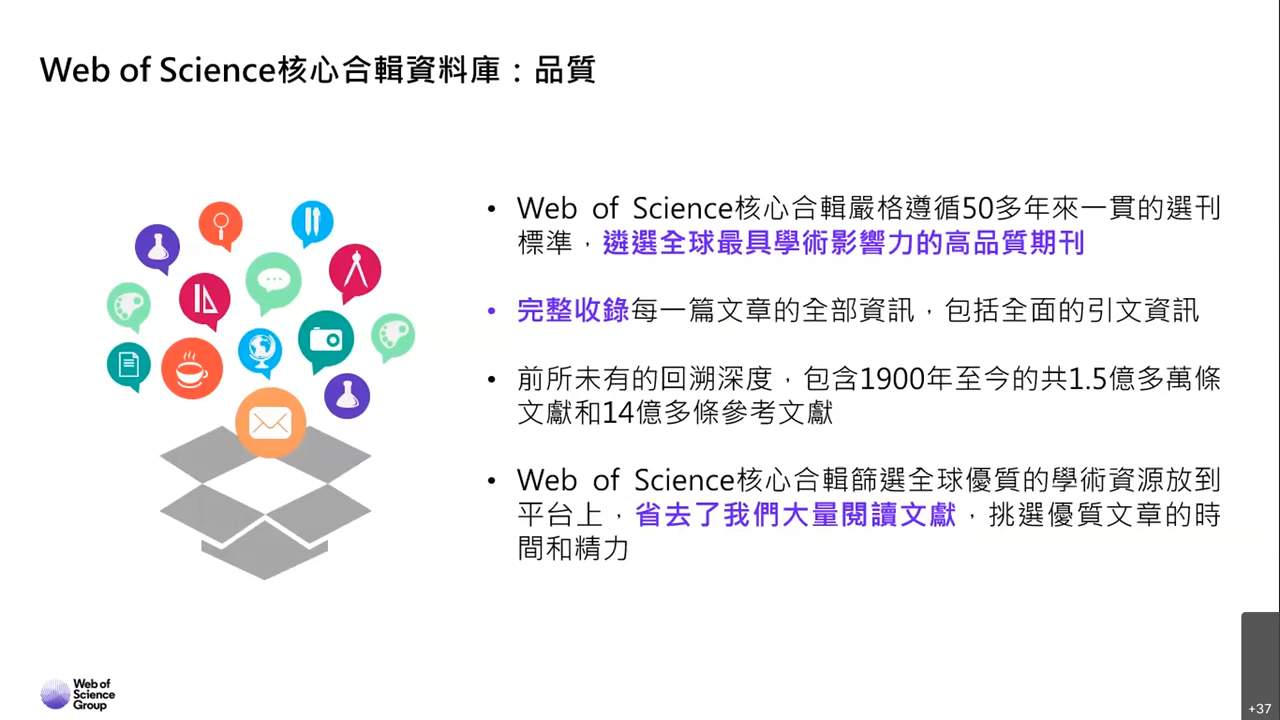 Web of Science核心合輯資料庫：品質
• Web of Science核心合輯嚴格遵循50多年來一貫的選刊
標準，遴選全球最具學術影響力的高品質期刊
• 完整收錄每一篇文章的全部資訊，包括全面的引文資訊
• 前所未有的回溯深度，包含1900年至今的共1.5億多萬條
文獻和14億多條參考文獻
• Web of Science核心合輯篩選全球優質的學術資源放到
平台上，省去了我們大量閱讀文獻，挑選優質文章的時
間和精力
Web of
Science
Group
+37